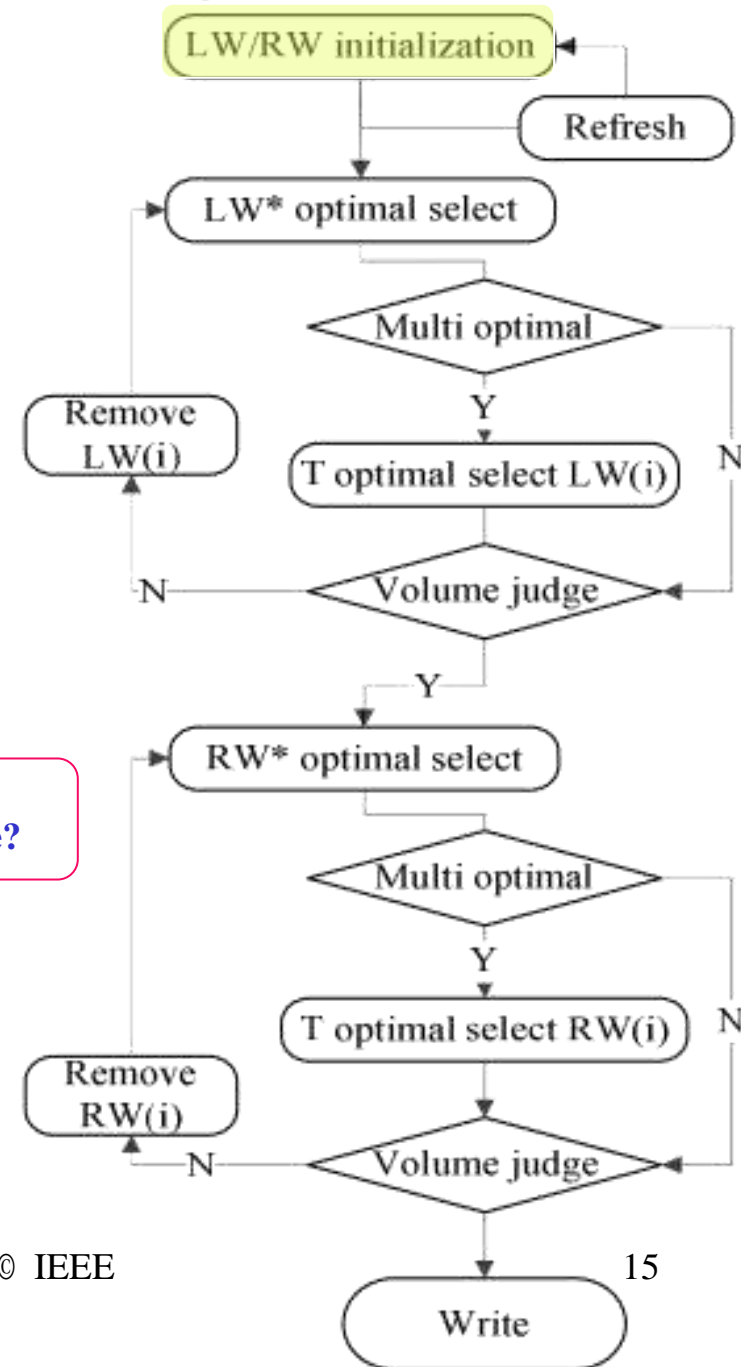 LW/RW initialization
Refresh
LW* optimal select
Multi optimal
Y
N
Remove
LW(i)
T optimal select LW(i)
Volume judge
N
Y
RW* optimal select
?
Multi optimal
Y
N
T optimal select RW(i)
Remove
RW(i)
Volume judge
N
© IEEE
15
Write